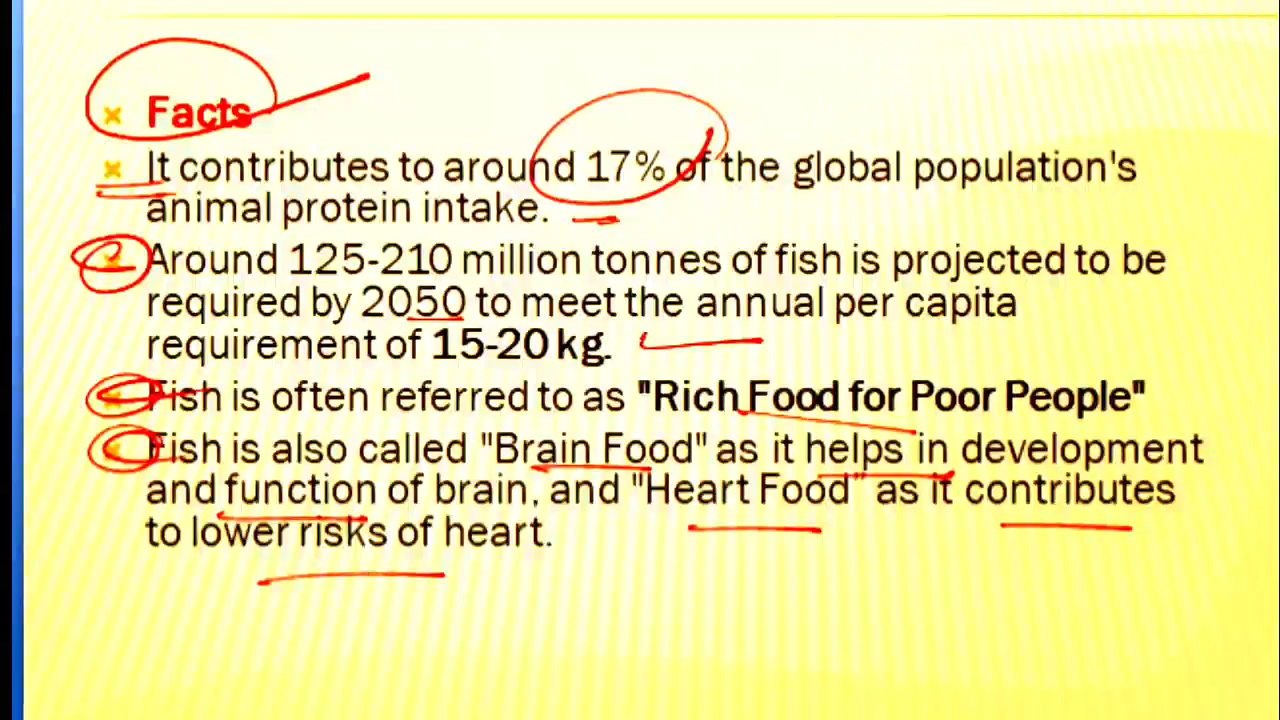 Facts
It contributes to around 17% of the global population's
animal protein intake.
Around 125-210 million tonnes of fish is projected to be
required by 2050 to meet the annual per capita
requirement of 15-20 kg.
Fish is often referred to as "Rich Food for Poor People"
Fish is also called "Brain Food" as it helps in development
and function of brain, and "Heart Food" as it contributes
to lower risks of heart.